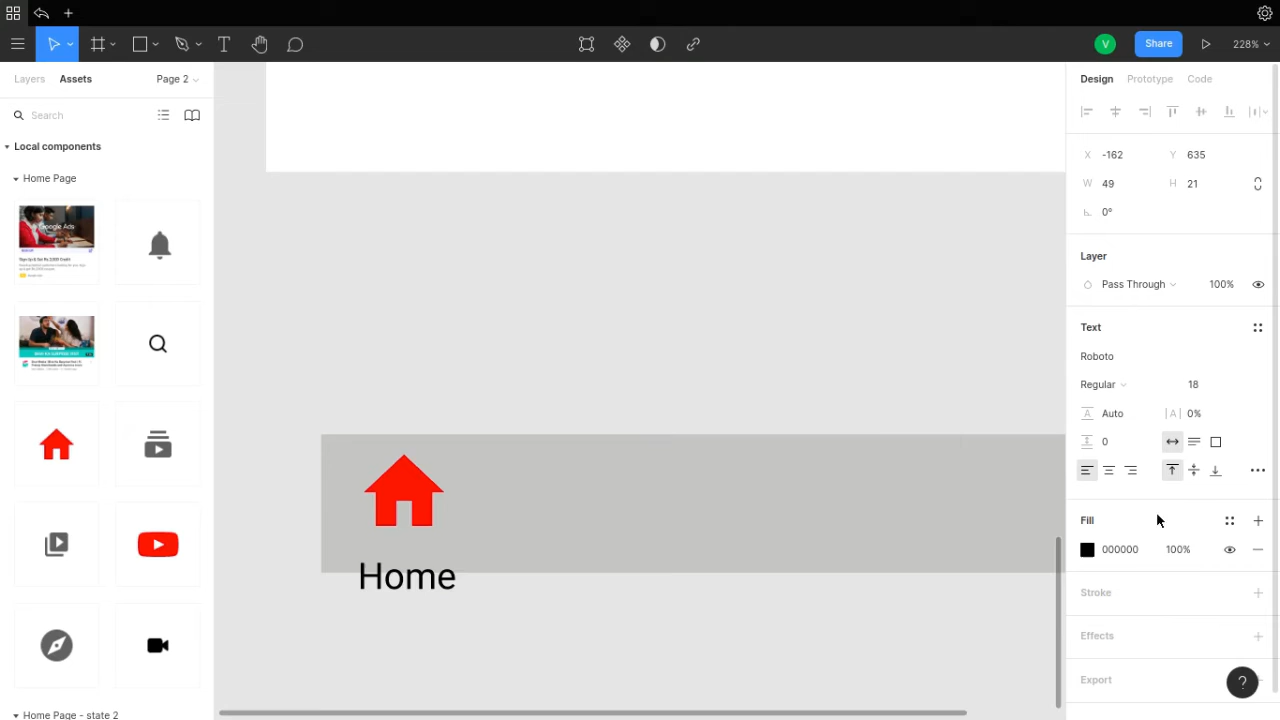 V
Share
228%
Layers
Assets
Page 2
Design
Prototype
Code
Search
Local components
Home Page
Google Ads
X
-162
Y
635
W
49
H
21
0°
Layer
Pass Through
100%
Text
Roboto
Regular
18
A
Auto
|A|
0%
0
Fill
000000
100%
Stroke
Effects
Export
?
Home
Home Page - state 2